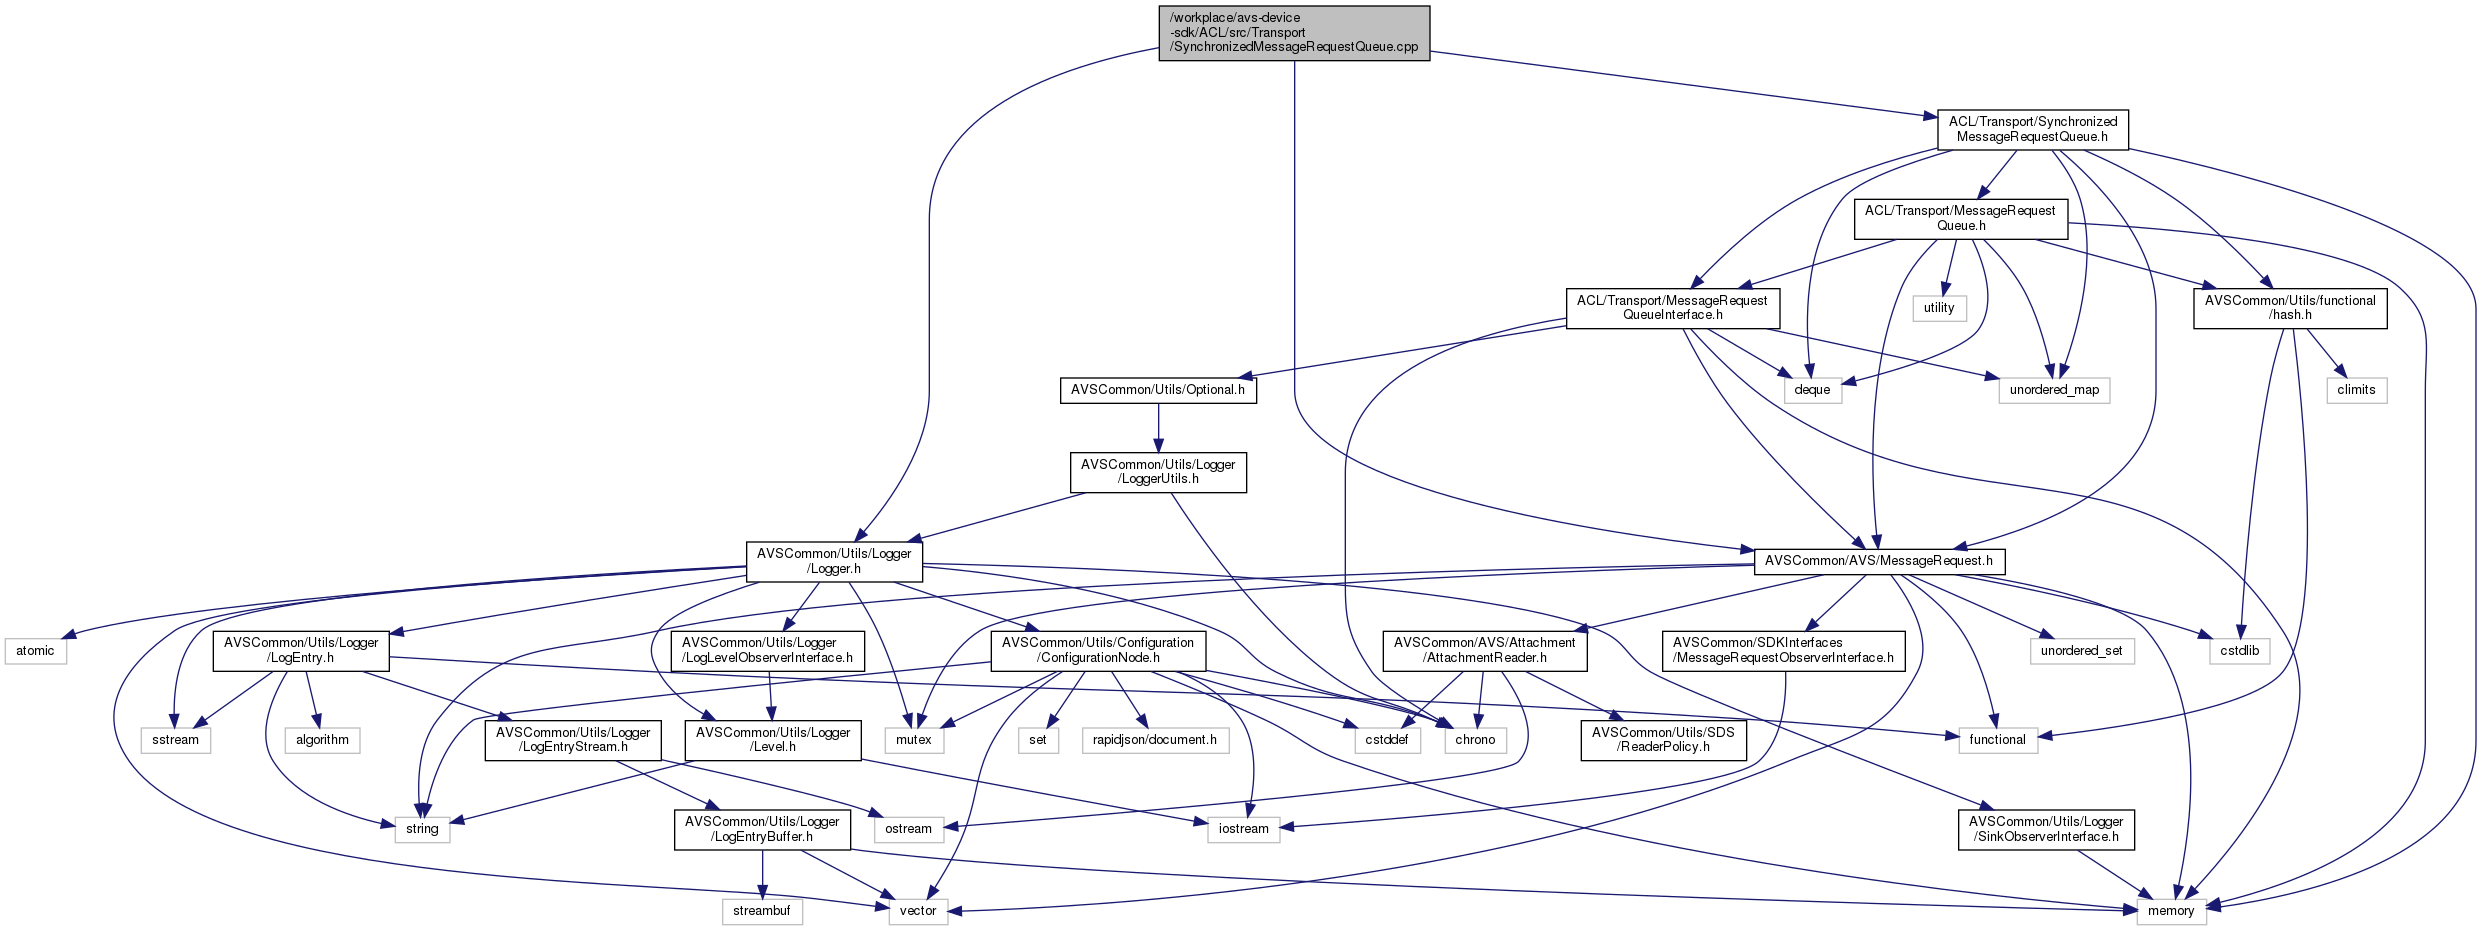 /workplace/avs-device
-sdk/ACL/src/Transport
/SynchronizedMessageRequestQueue.cpp
ACL/Transport/Synchronized
MessageRequestQueue.h
ACL/Transport/MessageRequest
Queue.h
ACL/Transport/MessageRequest
QueueInterface.h
utility
AVSCommon/Utils/functional
/hash.h
AVSCommon/Utils/Optional.h
deque
unordered_map
climits
AVSCommon/Utils/Logger
/LoggerUtils.h
AVSCommon/Utils/Logger
/Logger.h
AVSCommon/AVS/MessageRequest.h
atomic
AVSCommon/Utils/Logger
/LogEntry.h
AVSCommon/Utils/Logger
/LogLevelObserverInterface.h
AVSCommon/Utils/Configuration
/ConfigurationNode.h
AVSCommon/AVS/Attachment
/AttachmentReader.h
AVSCommon/SDKInterfaces
/MessageRequestObserverInterface.h
unordered_set
cstdlib
sstream
algorithm
AVSCommon/Utils/Logger
/LogEntryStream.h
AVSCommon/Utils/Logger
/Level.h
mutex
set
rapidjson/document.h
cstddef
chrono
AVSCommon/Utils/SDS
/ReaderPolicy.h
functional
string
AVSCommon/Utils/Logger
/LogEntryBuffer.h
ostream
iostream
AVSCommon/Utils/Logger
/SinkObserverInterface.h
streambuf
vector
memory